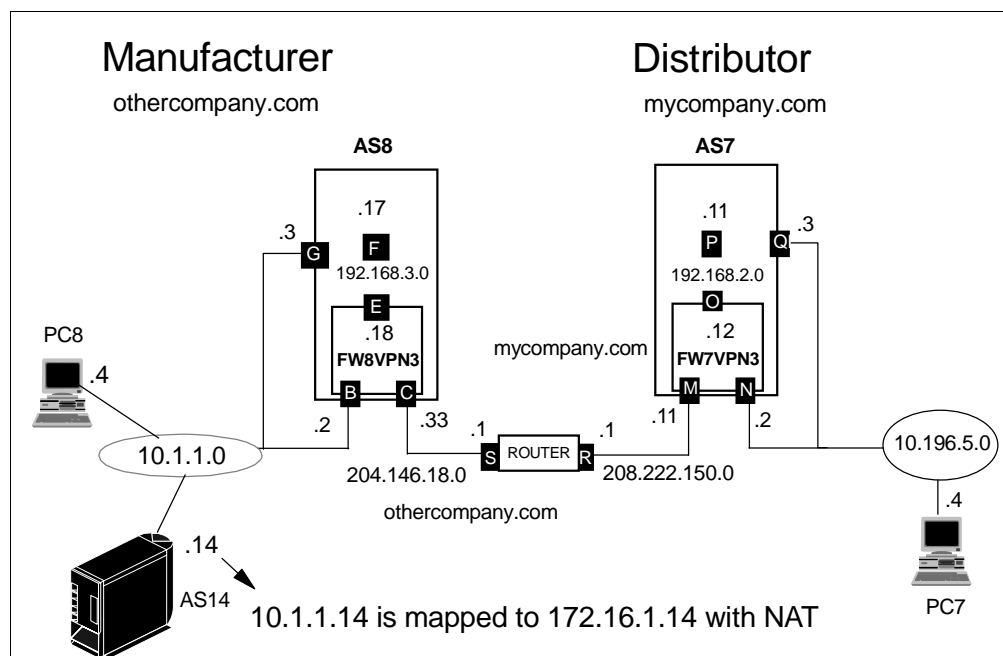 Manufacturer
othercompany.com
Distributor
mycompany.com
AS8
AS7
.17
.11
.3
G
F
P
Q
.3
192.168.3.0
192.168.2.0
E
O
PC8
.18
.12
FW8VPN3
mycompany.com
FW7VPN3
.4
B
C
M
N
.2
.33
.11
.2
10.1.1.0
.1
S
ROUTER
R
.1
10.196.5.0
204.146.18.0
208.222.150.0
othercompany.com
.4
.14
AS14
PC7
10.1.1.14 is mapped to 172.16.1.14 with NAT